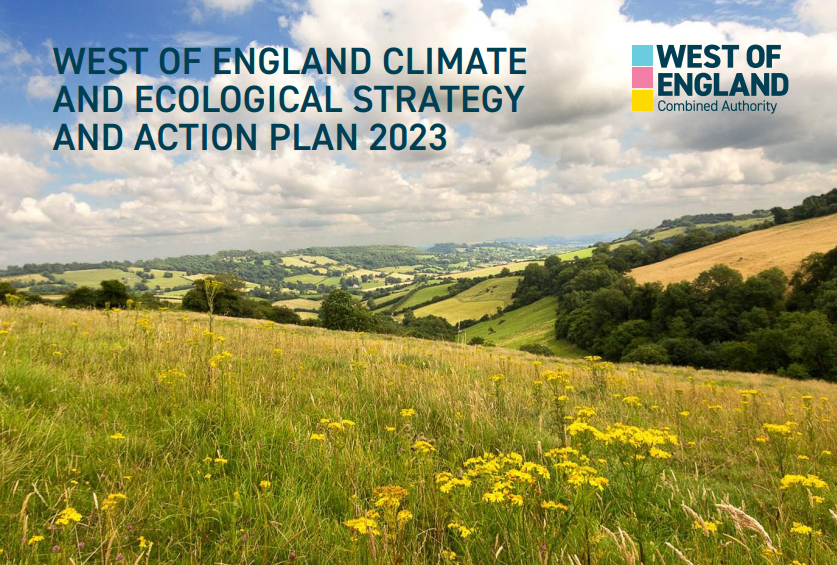 WEST OF ENGLAND CLIMATE
AND ECOLOGICAL STRATEGY
AND ACTION PLAN 2023
WEST OF
ENGLAND
Combined Authority